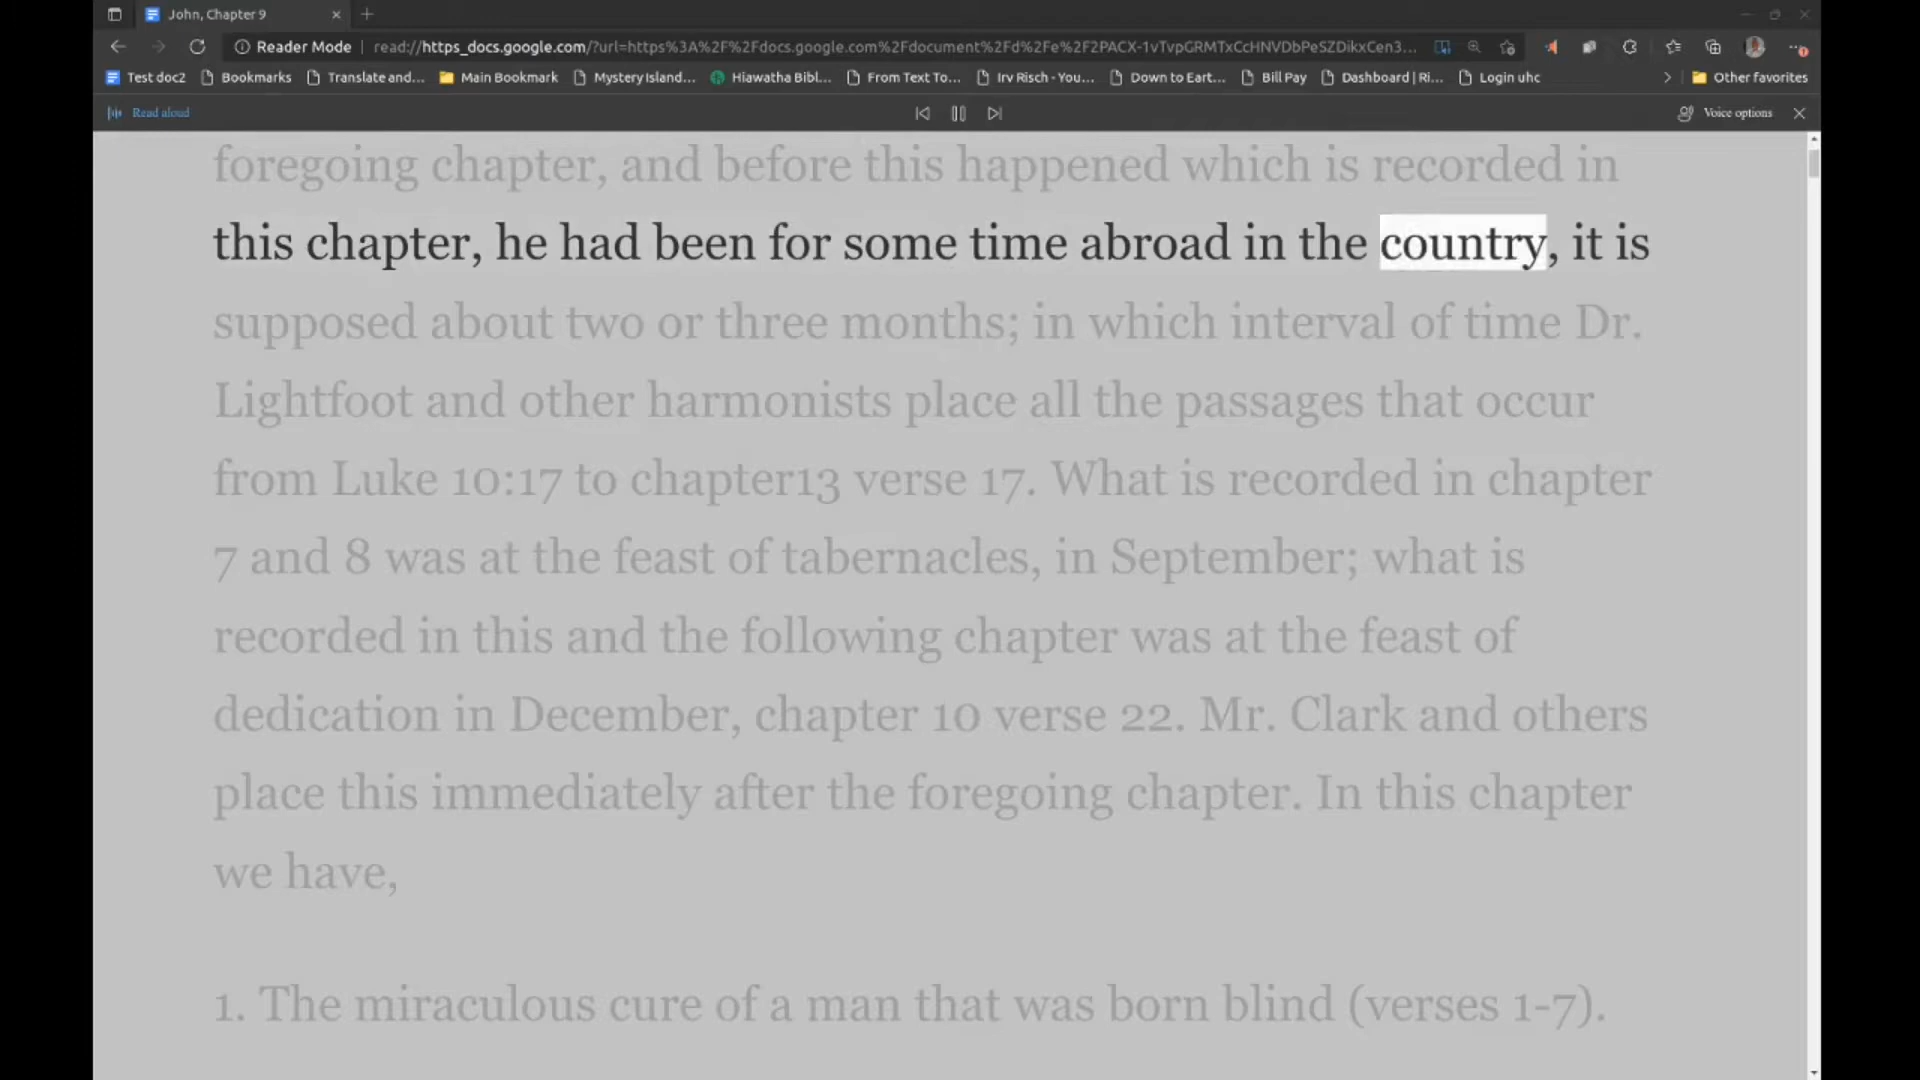 John, Chapter 9
Reader Mode
read://https_docs.google.com/?url=https%3A%2F%2Fdocs.google.com%2Fdocument%2Fd%2Fe%2F2PACX-1vTvpGRMTxCcHNVDbPeSZDikxCen3...
Test doc2
Bookmarks
Translate and...
Main Bookmark
Mystery Island...
Hiawatha Bibl...
From Text To...
Irv Risch - You...
Down to Eart...
Bill Pay
Dashboard | Ri...
Login uhc
Other favorites
Read aloud
Voice options
foregoing chapter, and before this happened which is recorded in
this chapter, he had been for some time abroad in the country, it is
supposed about two or three months; in which interval of time Dr.
Lightfoot and other harmonists place all the passages that occur
from Luke 10:17 to chapter13 verse 17. What is recorded in chapter
7 and 8 was at the feast of tabernacles, in September; what is
recorded in this and the following chapter was at the feast of
dedication in December, chapter 10 verse 22. Mr. Clark and others
place this immediately after the foregoing chapter. In this chapter
we have,
1. The miraculous cure of a man that was born blind (verses 1-7).